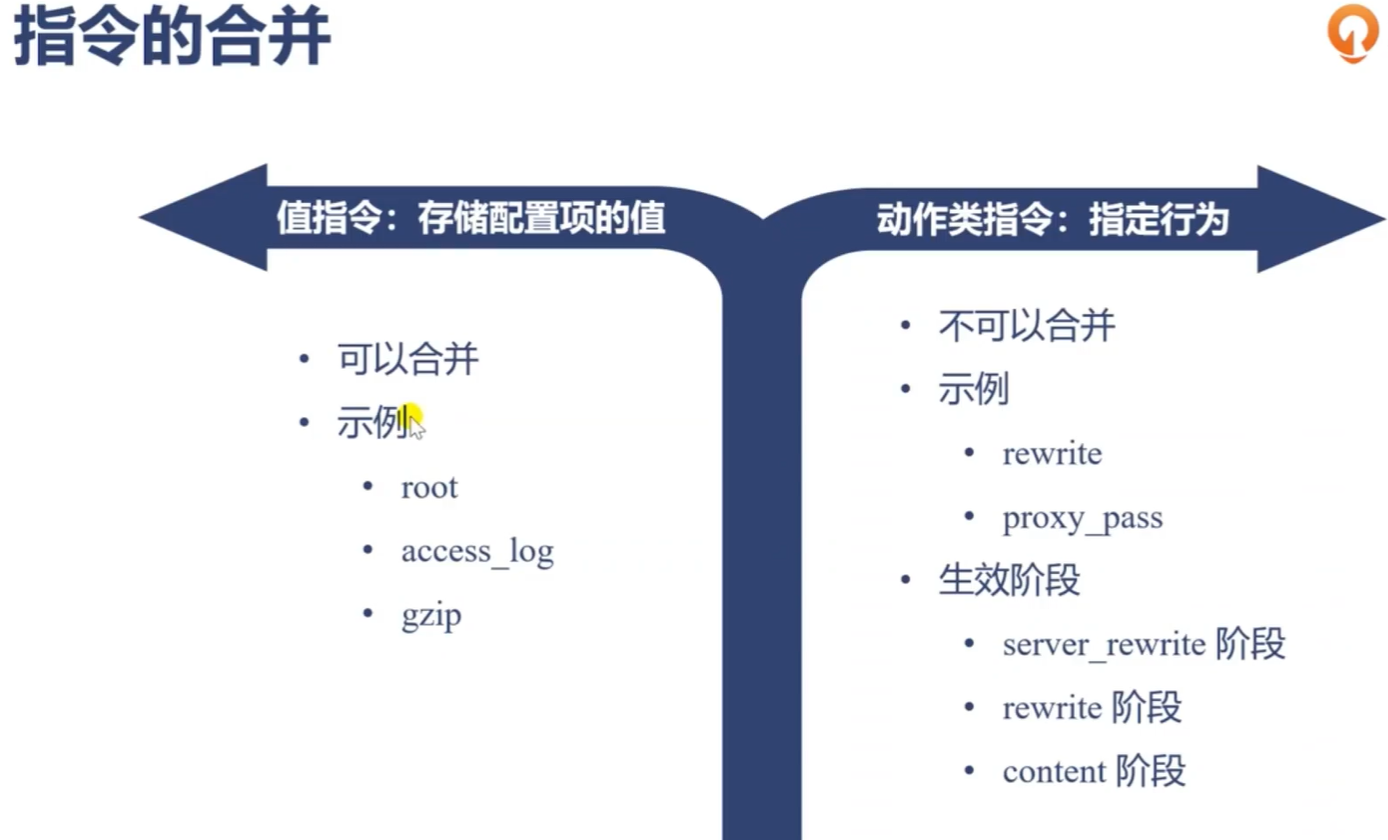 指令的合并
值指令：存储配置项的值
可以合并
示例
root
access_log
gzip
动作类指令：指定行为
不可以合并
示例
rewrite
proxy_pass
生效阶段
server_rewrite 阶段
rewrite 阶段
content 阶段